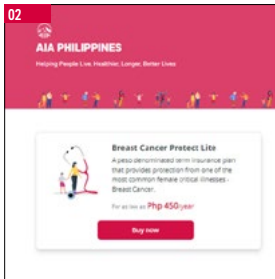 02
AIA PHILIPPINES
Helping People Live Healthier, Longer, Better Lives
Breast Cancer Protect Lite
A peso-denominated term insurance plan
that provides protection from one of the
most common female critical illnesses -
Breast Cancer.
For as low as Php 450/year
Buy now